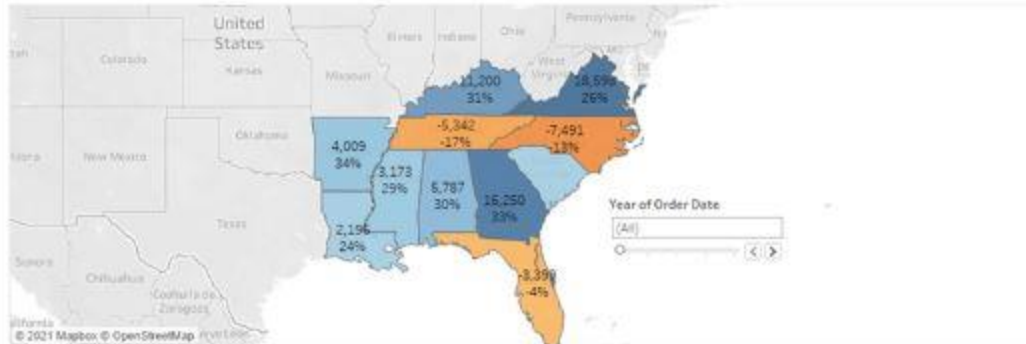 United
States
Pennsylvania
Illinois
Indiana
Ohio
Colorado
Kansas
Missouri
West
Virginia
MD
DE
NJ
11,200
31%
18,598
26%
-5,342
-17%
-7,491
-13%
Oklahoma
4,009
34%
New Mexico
3,173
29%
5,787
30%
16,250
33%
Texas
2,196
24%
Year of Order Date
(All)
-3,399
-4%
Sonora
Chihuahua
Coahuila de
Zaragoza
© 2021 Mapbox © OpenStreetMap